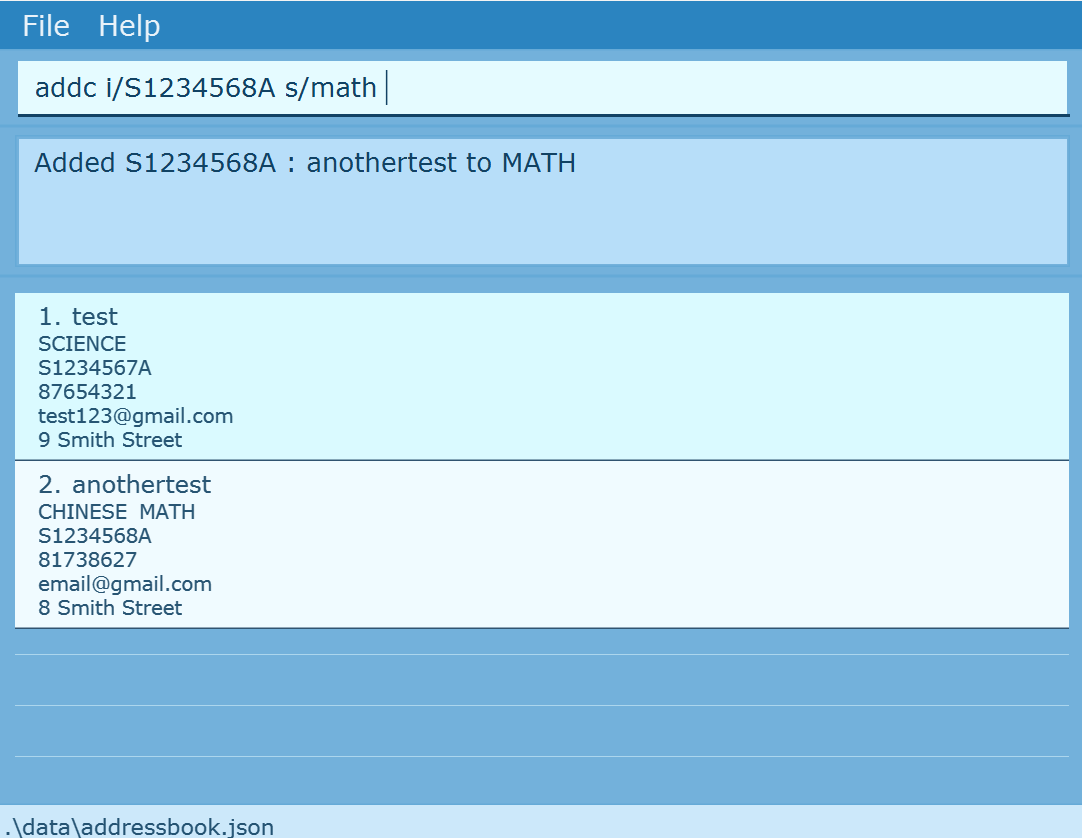 File Help
addc i/S1234568A s/math
Added S1234568A : anothertest to MATH
1. test
SCIENCE
S1234567A
87654321
test123@gmail.com
9 Smith Street
2. anothertest
CHINESE MATH
S1234568A
81738627
email@gmail.com
8 Smith Street
.\data\addressbook.json